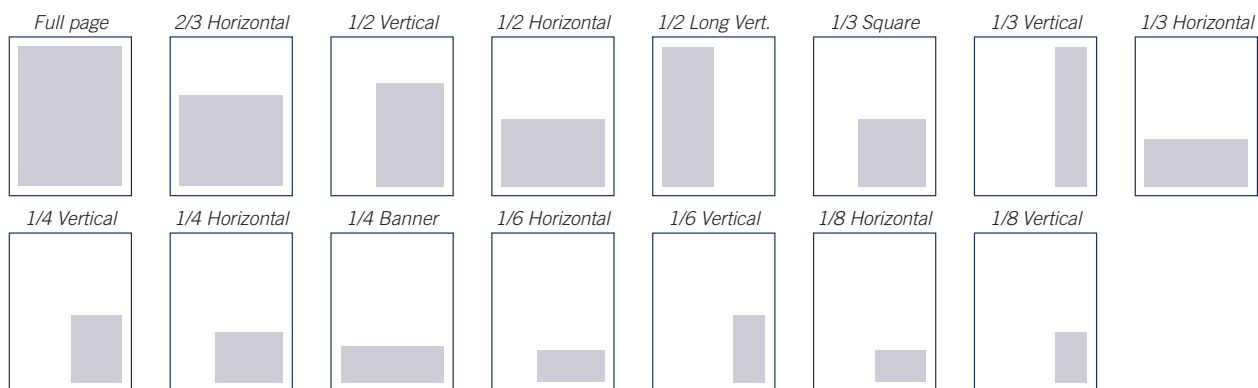 Full page 2/3 Horizontal 1/2 Vertical 1/2 Horizontal 1/2 Long Vert. 1/3 Square 1/3 Vertical 1/3 Horizontal
1/4 Vertical 1/4 Horizontal 1/4 Banner 1/6 Horizontal 1/6 Vertical 1/8 Horizontal 1/8 Vertical